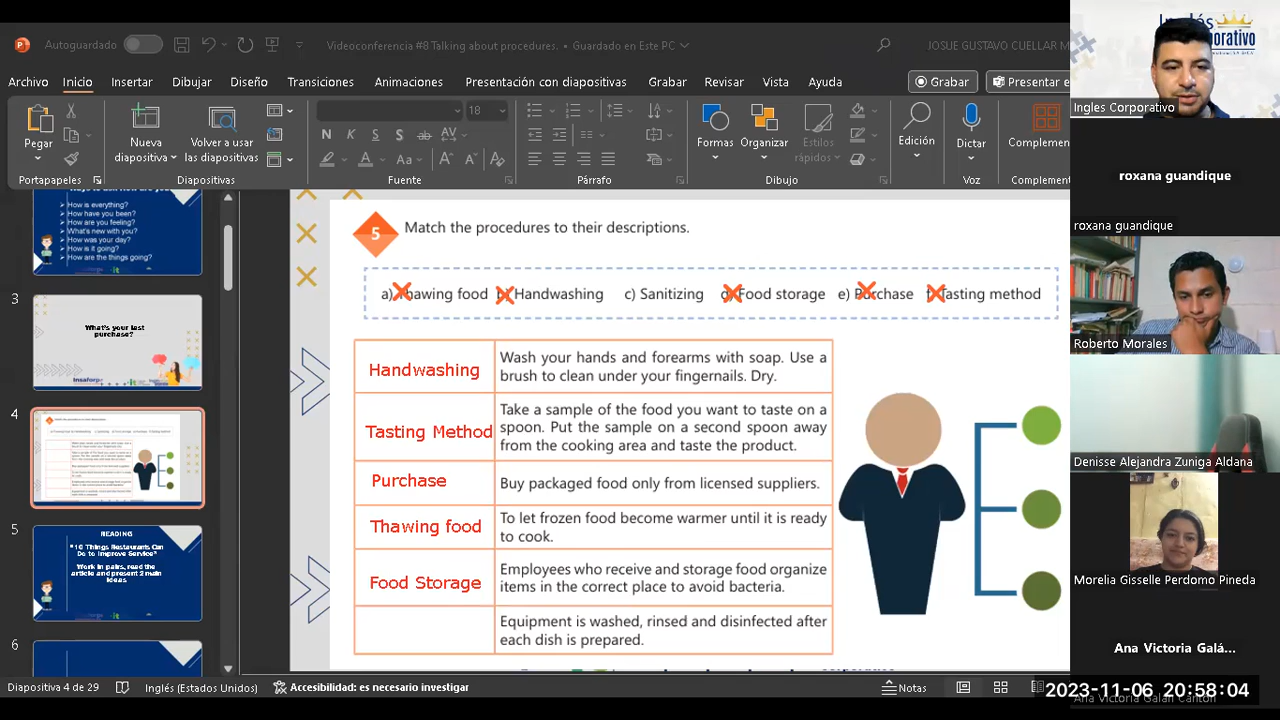 Autoguardado
Videoconferencia #8 Talking about procedures. • Guardado en Este PC
JOSUE GUSTAVO CUELLAR M
Archivo Inicio Insertar Dibujar Diseño Transiciones Animaciones Presentación con diapositivas Grabar Revisar Vista Ayuda
Grabar
Presentar e
18
Pegar
Nueva diapositiva
Volver a usar las diapositivas
N K S ab AV
Aa
Formas
Organizar
Estilos rápidos
Edición
Dictar
Complemen
Portapapeles
Diapositivas
Fuente
Párrafo
Dibujo
Voz
Complement
How is everything?
How have you been?
How are you feeling?
What's new with you?
How was your day?
How is it going?
How are the things going?
3
What's your last purchase?
4
5
READING
"10 Things Restaurants Can Do to Improve Service"
Work in pairs, read the article and present 2 main ideas
6
5
Match the procedures to their descriptions.
a) Thawing food b) Handwashing c) Sanitizing d) Food storage e) Purchase f) Tasting method
Handwashing
Wash your hands and forearms with soap. Use a
brush to clean under your fingernails. Dry.
Tasting Method
Take a sample of the food you want to taste on a
spoon. Put the sample on a second spoon away
from the cooking area and taste the product.
Purchase
Buy packaged food only from licensed suppliers.
Thawing food
To let frozen food become warmer until it is ready
to cook.
Food Storage
Employees who receive and storage food organize
items in the correct place to avoid bacteria.
Equipment is washed, rinsed and disinfected after
each dish is prepared.
Diapositiva 4 de 29
Inglés (Estados Unidos)
Accesibilidad: es necesario investigar
Notas
Ingles Corporativo
roxana guandique
roxana guandique
Roberto Morales
Denisse Alejandra Zuniga Aldana
Morelia Gisselle Perdomo Pineda
Ana Victoria Galá...
2023-11-06 20:58:04
Ana Victoria Galán Cantón